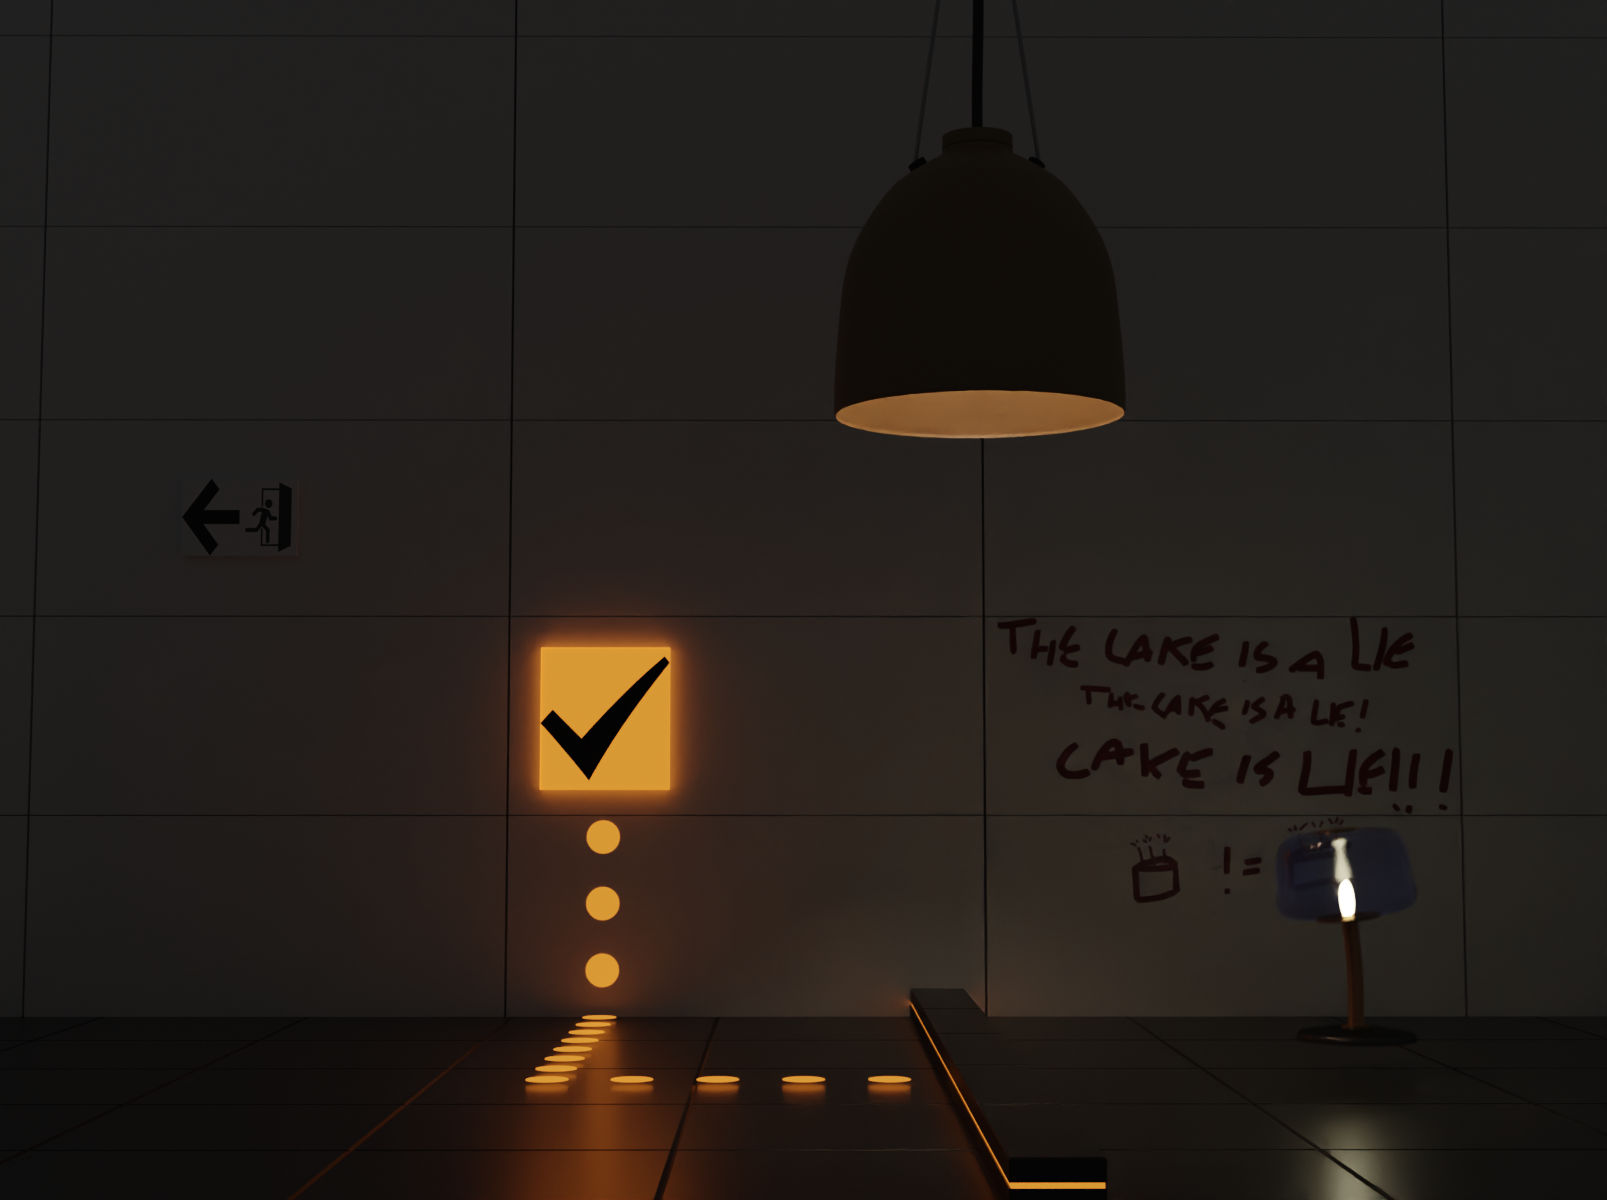 THE CAKE IS A LIE
THE CAKE IS A LIE!
CAKE IS LIE!!!
!=